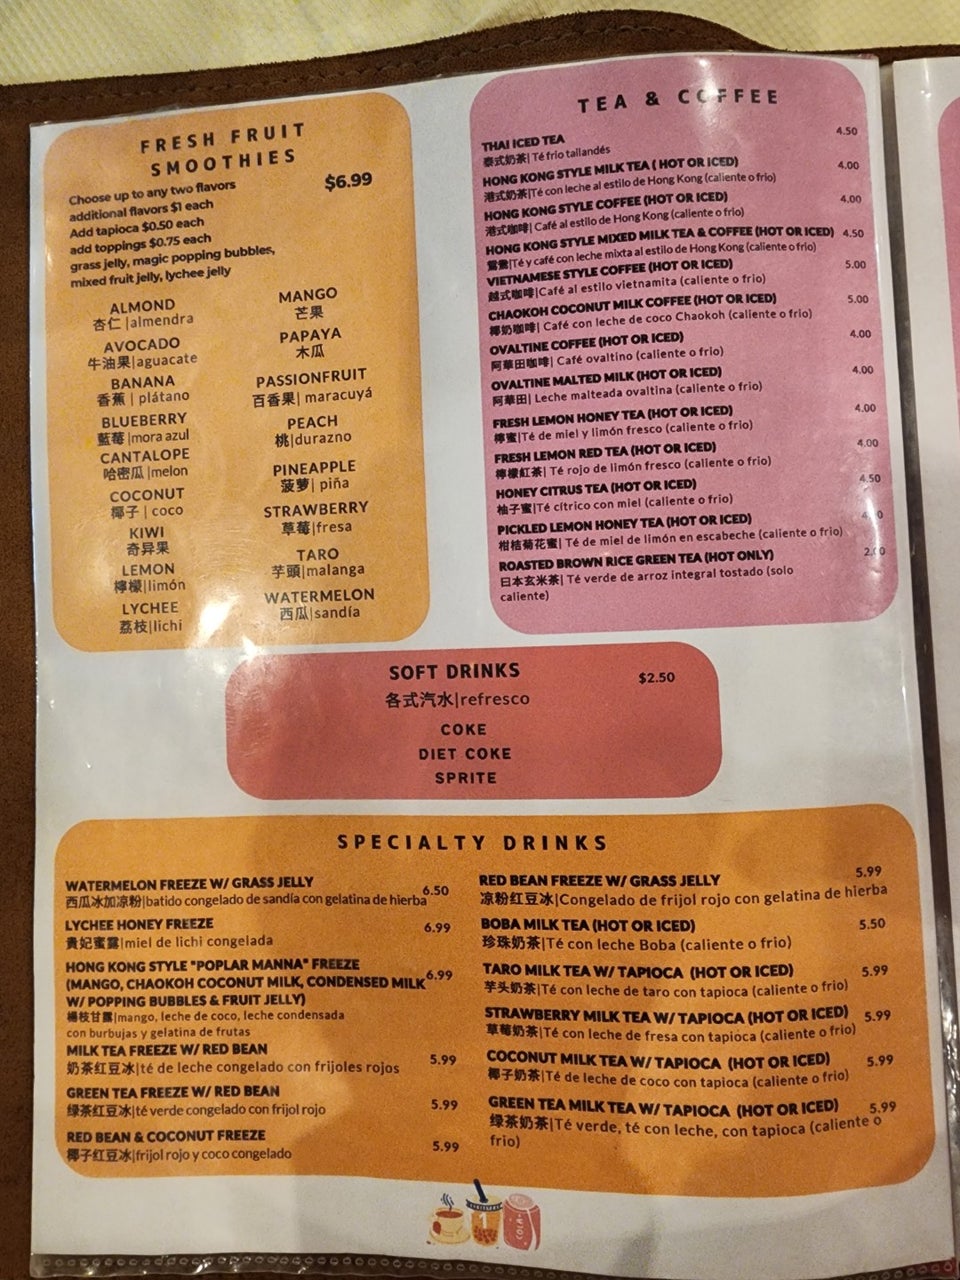 FRESH FRUIT
SMOOTHIES
Choose up to any two flavors
$6.99
additional flavors $1 each
Add tapioca $0.50 each
add toppings $0.75 each
grass jelly, magic popping bubbles,
mixed fruit jelly, lychee jelly
ALMOND
杏仁 |almendra
AVOCADO
牛油果|aguacate
BANANA
香蕉 | plátano
BLUEBERRY
藍莓 |mora azul
CANTALOPE
哈密瓜 |melon
COCONUT
椰子 | coco
KIWI
奇异果
LEMON
檸檬|limón
LYCHEE
荔枝|lichi
MANGO
芒果
PAPAYA
木瓜
PASSIONFRUIT
百香果| maracuyá
PEACH
桃|durazno
PINEAPPLE
菠萝| piña
STRAWBERRY
草莓|fresa
TARO
芋頭|malanga
WATERMELON
西瓜|sandía
TEA & COFFEE
THAI ICED TEA 4.50
泰式奶茶| Té frio tailandés
HONG KONG STYLE MILK TEA ( HOT OR ICED) 4.00
港式奶茶|Té con leche al estilo de Hong Kong (caliente o frio)
HONG KONG STYLE COFFEE (HOT OR ICED) 4.00
港式咖啡| Café al estilo de Hong Kong (caliente o frio)
HONG KONG STYLE MIXED MILK TEA & COFFEE (HOT OR ICED) 4.50
鴛鴦|Té y café con leche mixta al estilo de Hong Kong (caliente o frio)
VIETNAMESE STYLE COFFEE (HOT OR ICED) 5.00
越式咖啡|Café al estilo vietnamita (caliente o frio)
CHAOKOH COCONUT MILK COFFEE (HOT OR ICED) 5.00
椰奶咖啡| Café con leche de coco Chaokoh (caliente o frio)
OVALTINE COFFEE (HOT OR ICED) 4.00
阿華田咖啡| Café ovaltino (caliente o frio)
OVALTINE MALTED MILK (HOT OR ICED) 4.00
阿華田| Leche malteada ovaltina (caliente o frio)
FRESH LEMON HONEY TEA (HOT OR ICED) 4.00
檸蜜|Té de miel y limón fresco (caliente o frio)
FRESH LEMON RED TEA (HOT OR ICED) 4.00
檸檬紅茶| Té rojo de limón fresco (caliente o frio)
HONEY CITRUS TEA (HOT OR ICED) 4.50
柚子蜜|Té cítrico con miel (caliente o frio)
PICKLED LEMON HONEY TEA (HOT OR ICED)
柑桔菊花蜜| Té de miel de limón en escabeche (caliente o frio)
ROASTED BROWN RICE GREEN TEA (HOT ONLY) 2.00
日本玄米茶| Té verde de arroz integral tostado (solo
caliente)
SOFT DRINKS $2.50
各式汽水|refresco
COKE
DIET COKE
SPRITE
SPECIALTY DRINKS
WATERMELON FREEZE W/ GRASS JELLY 6.50
西瓜冰加凉粉|batido congelado de sandía con gelatina de hierba
LYCHEE HONEY FREEZE 6.99
貴妃蜜露|miel de lichi congelada
HONG KONG STYLE "POPLAR MANNA" FREEZE
(MANGO, CHAOKOH COCONUT MILK, CONDENSED MILK 6.99
W/ POPPING BUBBLES & FRUIT JELLY)
楊枝甘露|mango, leche de coco, leche condensada
con burbujas y gelatina de frutas
MILK TEA FREEZE W/ RED BEAN 5.99
奶茶红豆冰|té de leche congelado con frijoles rojos
GREEN TEA FREEZE W/ RED BEAN 5.99
绿茶红豆冰|té verde congelado con frijol rojo
RED BEAN & COCONUT FREEZE 5.99
椰子红豆冰|frijol rojo y coco congelado
RED BEAN FREEZE W/ GRASS JELLY 5.99
凉粉红豆冰|Congelado de frijol rojo con gelatina de hierba
BOBA MILK TEA (HOT OR ICED) 5.50
珍珠奶茶|Té con leche Boba (caliente o frio)
TARO MILK TEA W/ TAPIOCA (HOT OR ICED) 5.99
芋头奶茶|Té con leche de taro con tapioca (caliente o frio)
STRAWBERRY MILK TEA W/ TAPIOCA (HOT OR ICED) 5.99
草莓奶茶|Té con leche de fresa con tapioca (caliente o frio)
COCONUT MILK TEA W/ TAPIOCA (HOT OR ICED) 5.99
椰子奶茶|Té de leche de coco con tapioca (caliente o frio)
GREEN TEA MILK TEA W/ TAPIOCA (HOT OR ICED) 5.99
绿茶奶茶|Té verde, té con leche, con tapioca (caliente o
frio)
COLA